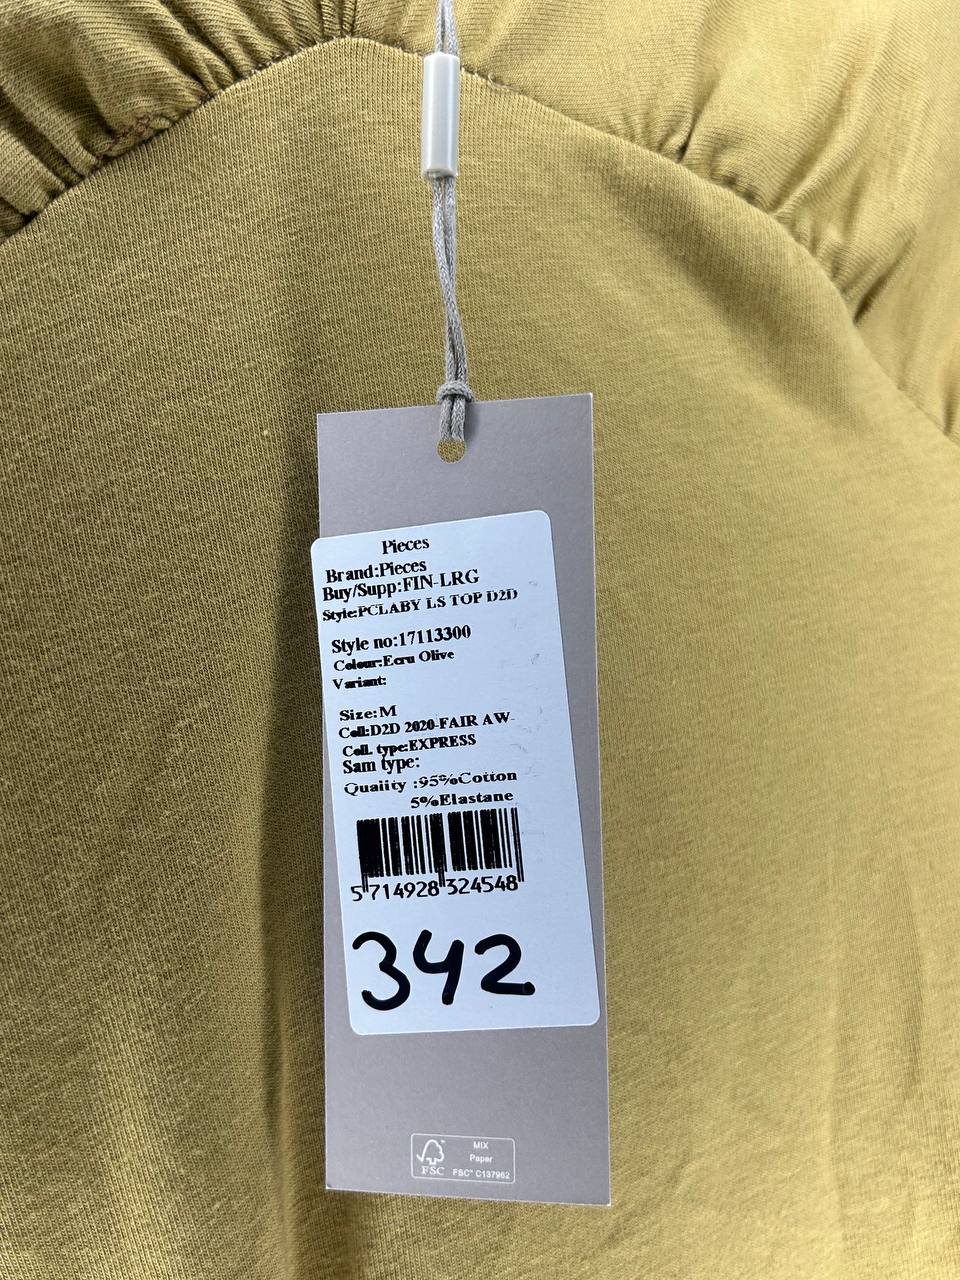 Pieces
Brand:Pieces
Buy/Supp:FIN-LRG
Style:PCLABY LS TOP D2D
Style no:17113300
Colour:Ecru Olive
Variant:
Size:M
Coll:D2D 2020-FAIR AW-
Coll. type:EXPRESS
Sam type:
Quaiity :95%Cotton
5%Elastane
5 714928 324548
342
MIX
Paper
FSC
FSC™ C137962